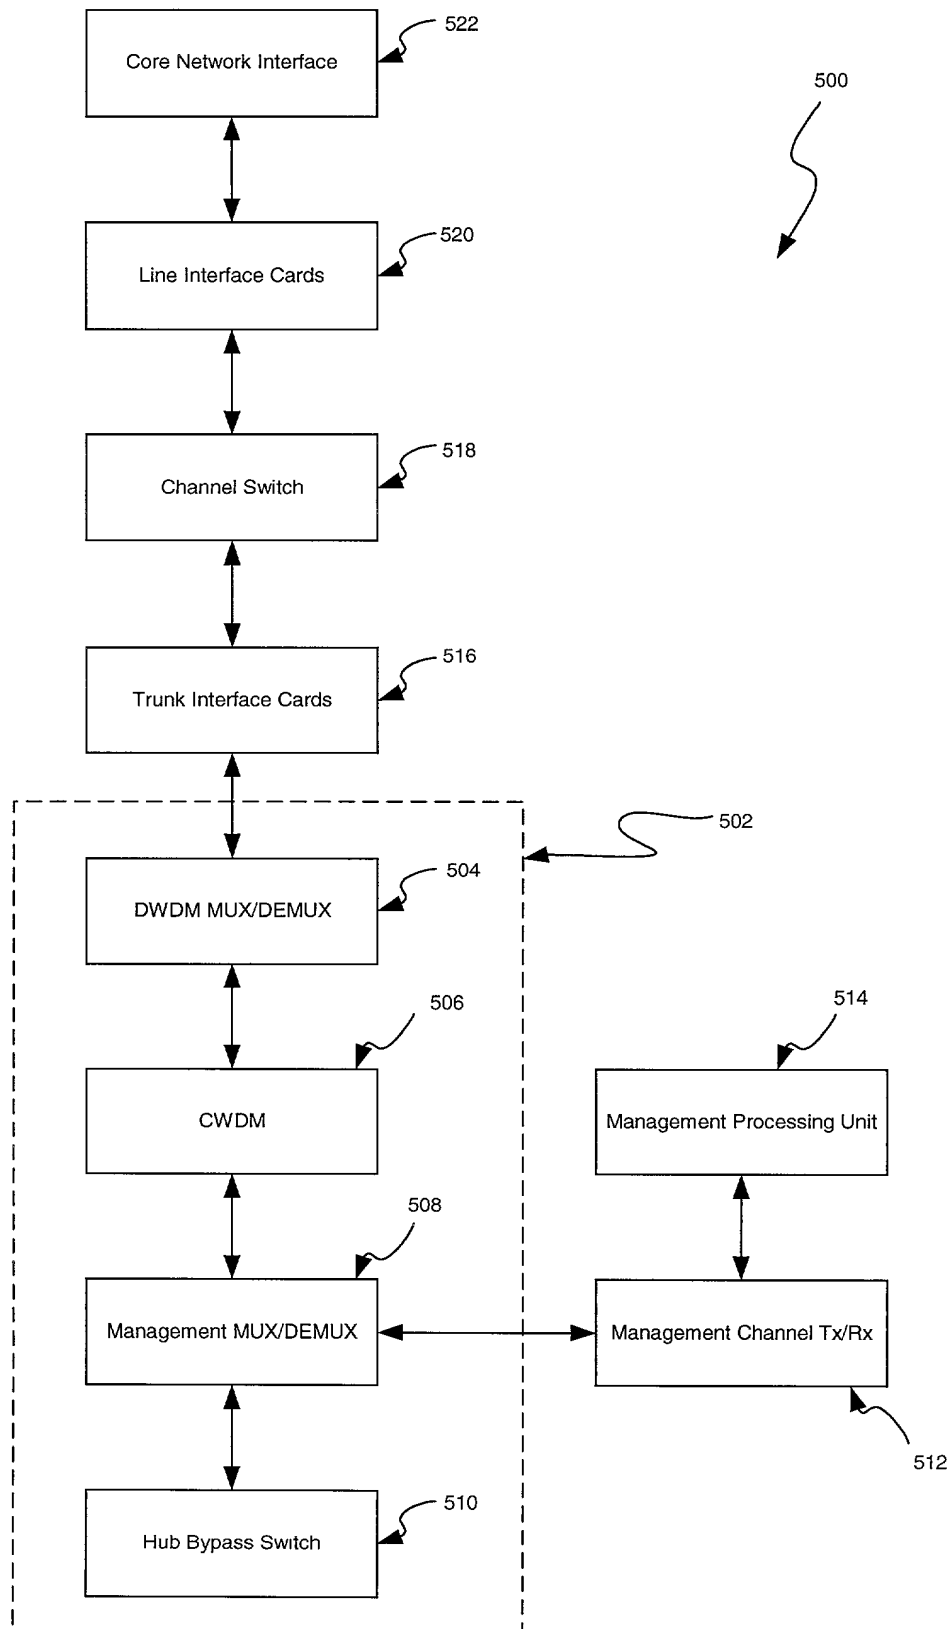 522
Core Network Interface
500
520
Line Interface Cards
518
Channel Switch
516
Trunk Interface Cards
502
504
DWDM MUX/DEMUX
506
514
CWDM
Management Processing Unit
508
Management MUX/DEMUX
Management Channel Tx/Rx
512
510
Hub Bypass Switch